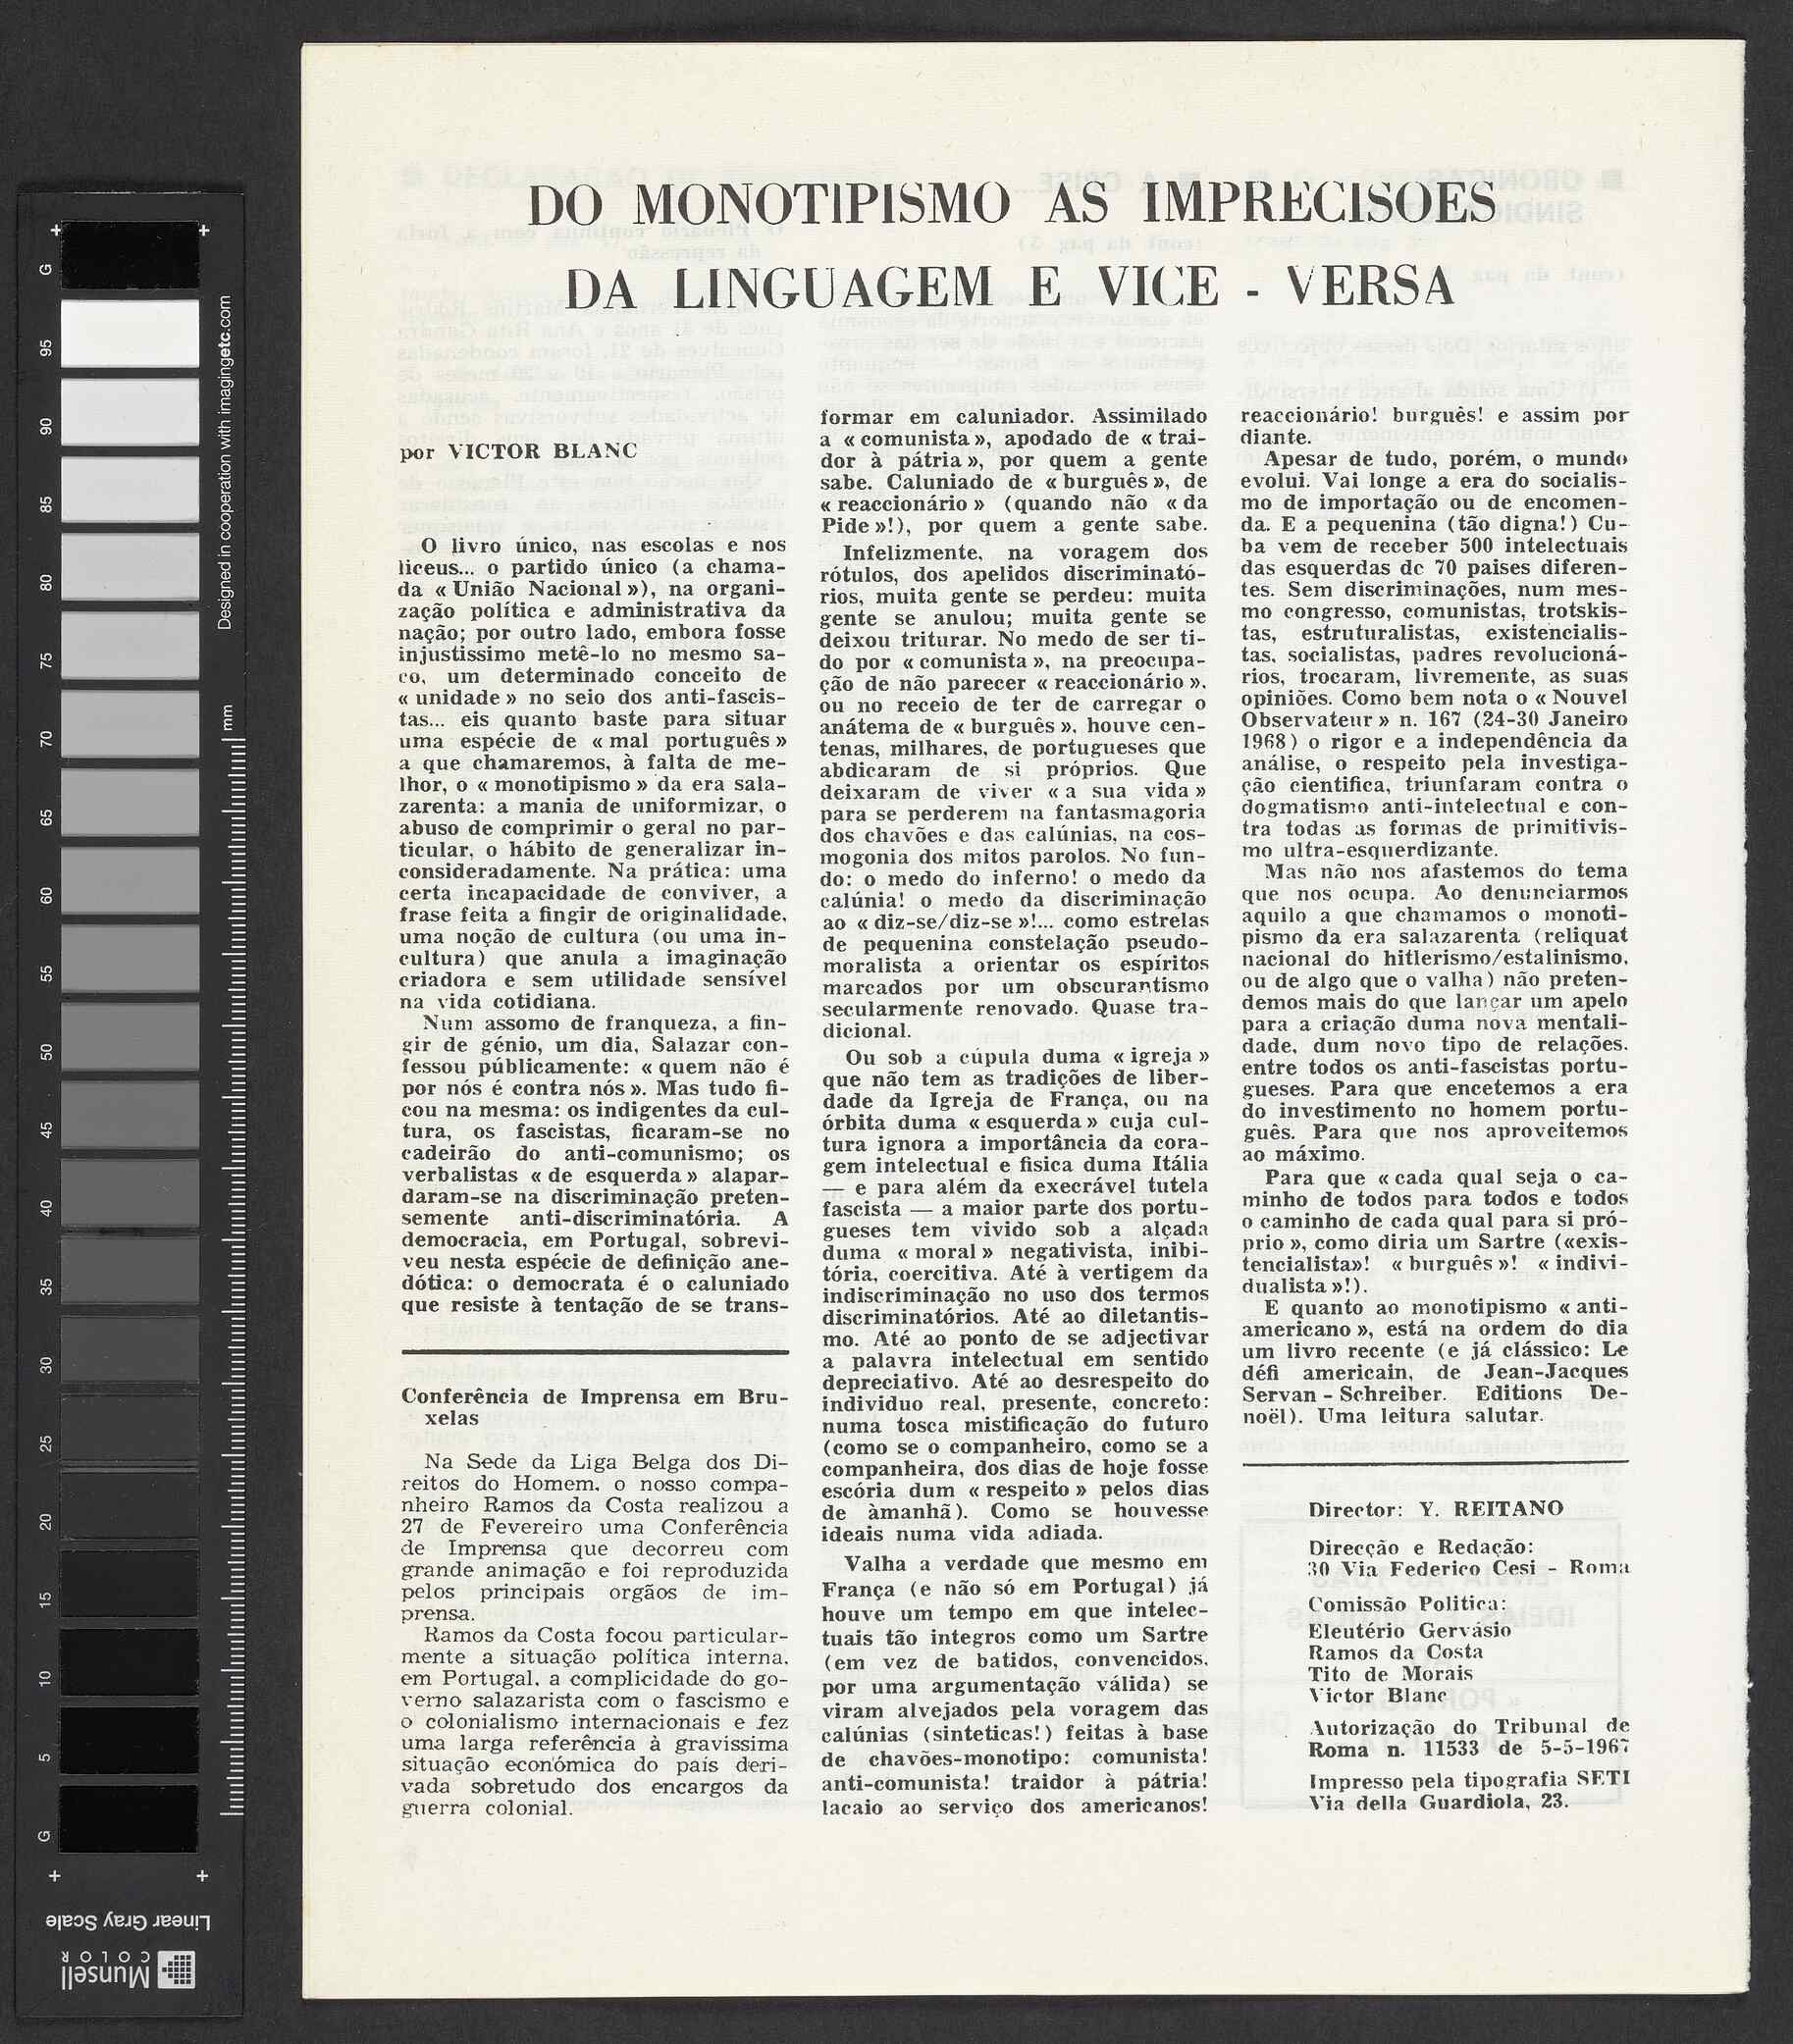 DO MONOTIPISMO AS IMPRECISOES
DA LINGUAGEM E VICE - VERSA
por VICTOR BLANC
O livro único, nas escolas e nos
liceus... o partido único (a chama-
da « União Nacional »), na organi-
zação política e administrativa da
nação; por outro lado, embora fosse
injustissimo metê-lo no mesmo sa-
co, um determinado conceito de
« unidade » no seio dos anti-fascis-
tas... eis quanto baste para situar
uma espécie de « mal português »
a que chamaremos, à falta de me-
lhor, o « monotipismo » da era sala-
zarenta: a mania de uniformizar, o
abuso de comprimir o geral no par-
ticular, o hábito de generalizar in-
consideradamente. Na prática: uma
certa incapacidade de conviver, a
frase feita a fingir de originalidade,
uma noção de cultura (ou uma in-
cultura) que anula a imaginação
criadora e sem utilidade sensível
na vida cotidiana.
Num assomo de franqueza, a fin-
gir de génio, um dia, Salazar con-
fessou públicamente: « quem não é
por nós é contra nós ». Mas tudo fi-
cou na mesma: os indigentes da cul-
tura, os fascistas, ficaram-se no
cadeirão do anti-comunismo; os
verbalistas « de esquerda » alapar-
daram-se na discriminação preten-
semente anti-discriminatória. A
democracia, em Portugal, sobrevi-
veu nesta espécie de definição ane-
dótica: o democrata é o caluniado
que resiste à tentação de se trans-
formar em caluniador. Assimilado
a « comunista », apodado de « trai-
dor à pátria », por quem a gente
sabe. Caluniado de « burguês », de
« reaccionário » (quando não « da
Pide »!), por quem a gente sabe.
Infelizmente, na voragem dos
rótulos, dos apelidos discriminató-
rios, muita gente se perdeu: muita
gente se anulou; muita gente se
deixou triturar. No medo de ser ti-
do por « comunista », na preocupa-
ção de não parecer « reaccionário »,
ou no receio de ter de carregar o
anátema de « burguês », houve cen-
tenas, milhares, de portugueses que
abdicaram de si próprios. Que
deixaram de viver « a sua vida »
para se perderem na fantasmagoria
dos chavões e das calúnias, na cos-
mogonia dos mitos parolos. No fun-
do: o medo do inferno! o medo da
calúnia! o medo da discriminação
ao « diz-se/diz-se »!... como estrelas
de pequenina constelação pseudo-
moralista a orientar os espíritos
marcados por um obscurantismo
secularmente renovado. Quase tra-
dicional.
Ou sob a cúpula duma « igreja »
que não tem as tradições de liber-
dade da Igreja de França, ou na
órbita duma « esquerda » cuja cul-
tura ignora a importância da cora-
gem intelectual e fisica duma Itália
— e para além da execrável tutela
fascista — a maior parte dos portu-
gueses tem vivido sob a alçada
duma « moral » negativista, inibi-
tória, coercitiva. Até à vertigem da
indiscriminação no uso dos termos
discriminatórios. Até ao diletantis-
mo. Até ao ponto de se adjectivar
a palavra intelectual em sentido
depreciativo. Até ao desrespeito do
individuo real, presente, concreto:
numa tosca mistificação do futuro
(como se o companheiro, como se a
companheira, dos dias de hoje fosse
escória dum « respeito » pelos dias
de àmanhã). Como se houvesse
ideais numa vida adiada.
Valha a verdade que mesmo em
França (e não só em Portugal) já
houve um tempo em que intelec-
tuais tão integros como um Sartre
(em vez de batidos, convencidos,
por uma argumentação válida) se
viram alvejados pela voragem das
calúnias (sinteticas!) feitas à base
de chavões-monotipo: comunista!
anti-comunista! traidor à pátria!
lacaio ao serviço dos americanos!
reaccionário! burguês! e assim por
diante.
Apesar de tudo, porém, o mundo
evolui. Vai longe a era do socialis-
mo de importação ou de encomen-
da. E a pequenina (tão digna!) Cu-
ba vem de receber 500 intelectuais
das esquerdas de 70 paises diferen-
tes. Sem discriminações, num mes-
mo congresso, comunistas, trotskis-
tas, estruturalistas, existencialis-
tas, socialistas, padres revolucioná-
rios, trocaram, livremente, as suas
opiniões. Como bem nota o « Nouvel
Observateur » n. 167 (24-30 Janeiro
1968) o rigor e a independência da
análise, o respeito pela investiga-
ção cientifica, triunfaram contra o
dogmatismo anti-intelectual e con-
tra todas as formas de primitivis-
mo ultra-esquerdizante.
Mas não nos afastemos do tema
que nos ocupa. Ao denunciarmos
aquilo a que chamamos o monoti-
pismo da era salazarenta (reliquat
nacional do hitlerismo/estalinismo,
ou de algo que o valha) não preten-
demos mais do que lançar um apelo
para a criação duma nova mentali-
dade, dum novo tipo de relações,
entre todos os anti-fascistas portu-
gueses. Para que encetemos a era
do investimento no homem portu-
guês. Para que nos aproveitemos
ao máximo.
Para que « cada qual seja o ca-
minho de todos para todos e todos
o caminho de cada qual para si pró-
prio », como diria um Sartre («exis-
tencialista»! « burguês »! « indivi-
dualista »!).
E quanto ao monotipismo « anti-
americano », está na ordem do dia
um livro recente (e já clássico: Le
défi americain, de Jean-Jacques
Servan - Schreiber. Editions De-
noël). Uma leitura salutar.
Conferência de Imprensa em Bru-
xelas
Na Sede da Liga Belga dos Di-
reitos do Homem, o nosso compa-
nheiro Ramos da Costa realizou a
27 de Fevereiro uma Conferência
de Imprensa que decorreu com
grande animação e foi reproduzida
pelos principais orgãos de im-
prensa.
Ramos da Costa focou particular-
mente a situação política interna,
em Portugal, a complicidade do go-
verno salazarista com o fascismo e
o colonialismo internacionais e fez
uma larga referência à gravissima
situação económica do país deri-
vada sobretudo dos encargos da
guerra colonial.
Director: Y. REITANO
Direcção e Redação:
30 Via Federico Cesi - Roma
Comissão Politica:
Eleutério Gervásio
Ramos da Costa
Tito de Morais
Victor Blanc
Autorização do Tribunal de
Roma n. 11533 de 5-5-1967
Impresso pela tipografia SETI
Via della Guardiola, 23.
G
95
90
85
80
75
70
65
60
55
50
45
40
35
30
25
20
15
10
5
G
mm
Designed in cooperation with imagingetc.com
Linear Gray Scale
Munsell
COLOR